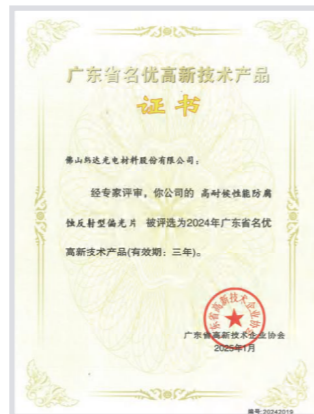 广东省名优高新技术产品
证书
佛山纬达光电材料股份有限公司:
经专家评审,你公司的 高耐候性能防腐
蚀反射型偏光片 被评选为2024年广东省名优
高新技术产品(有效期:三年)。
广东省高新技术企业协会
2025年1月
编号:20242019